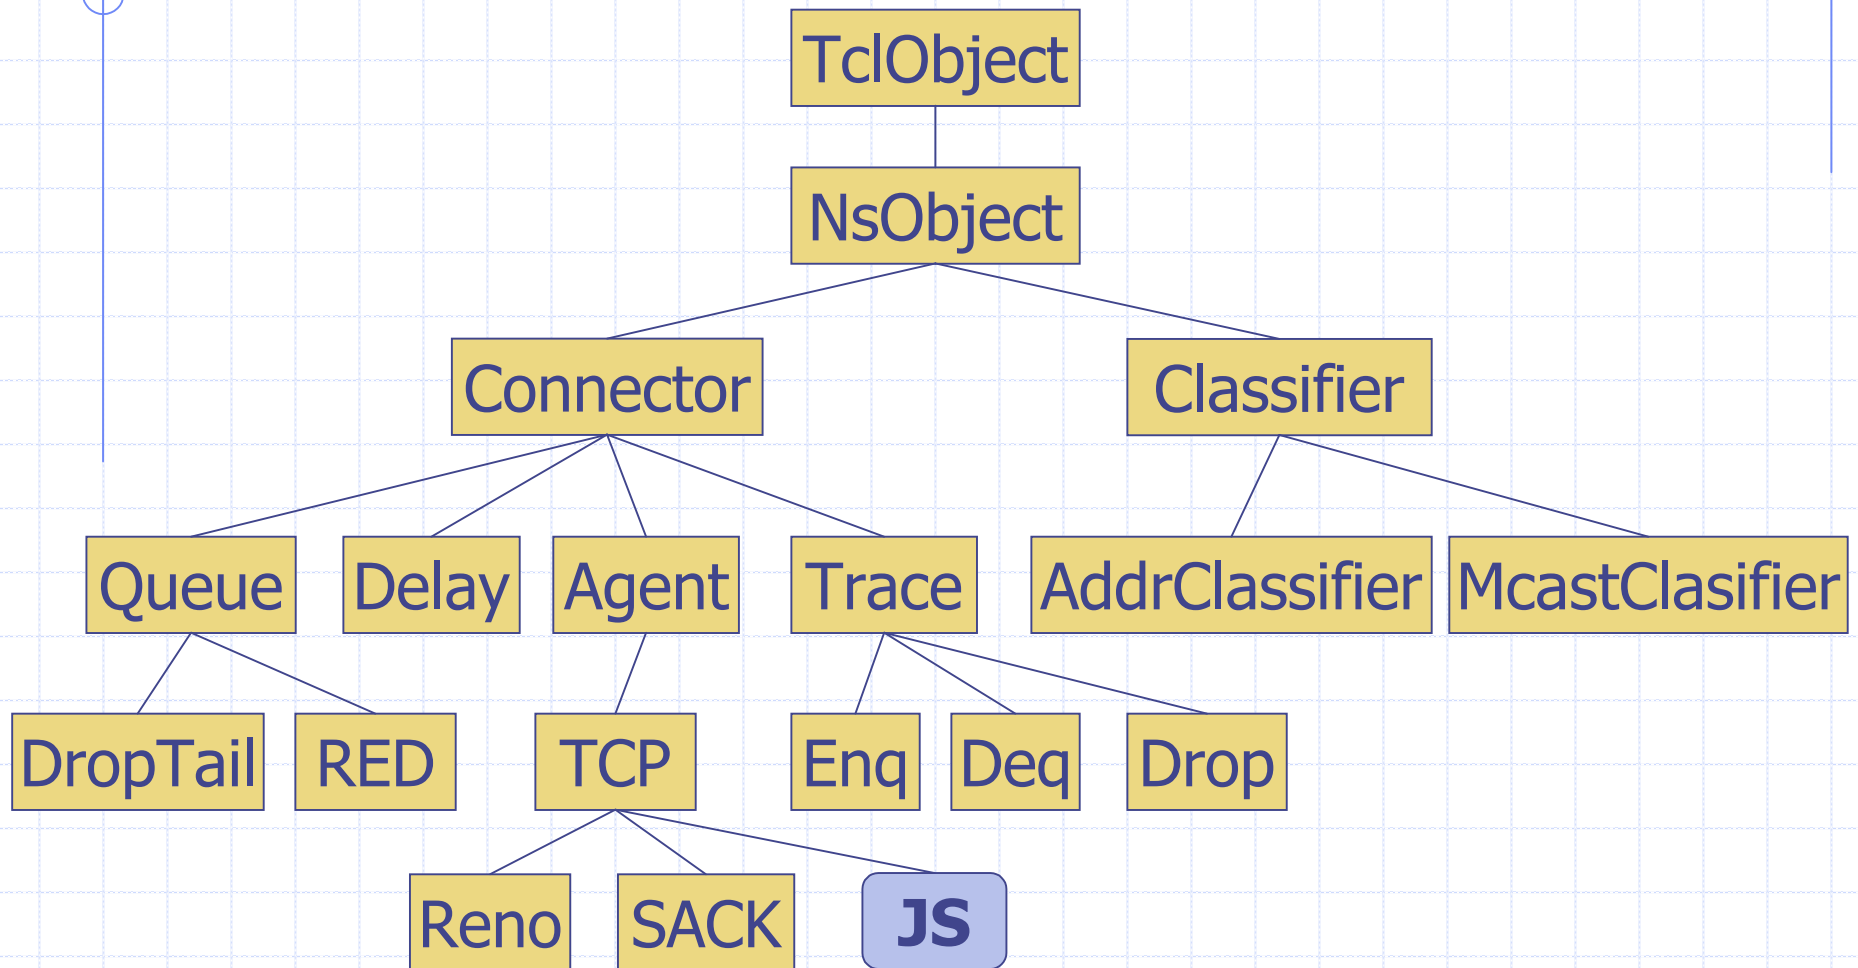 TclObject
NsObject
Connector
Classifier
Queue
Delay
Agent
Trace
AddrClassifier
McastClasifier
DropTail
RED
TCP
Enq
Deq
Drop
Reno
SACK
JS